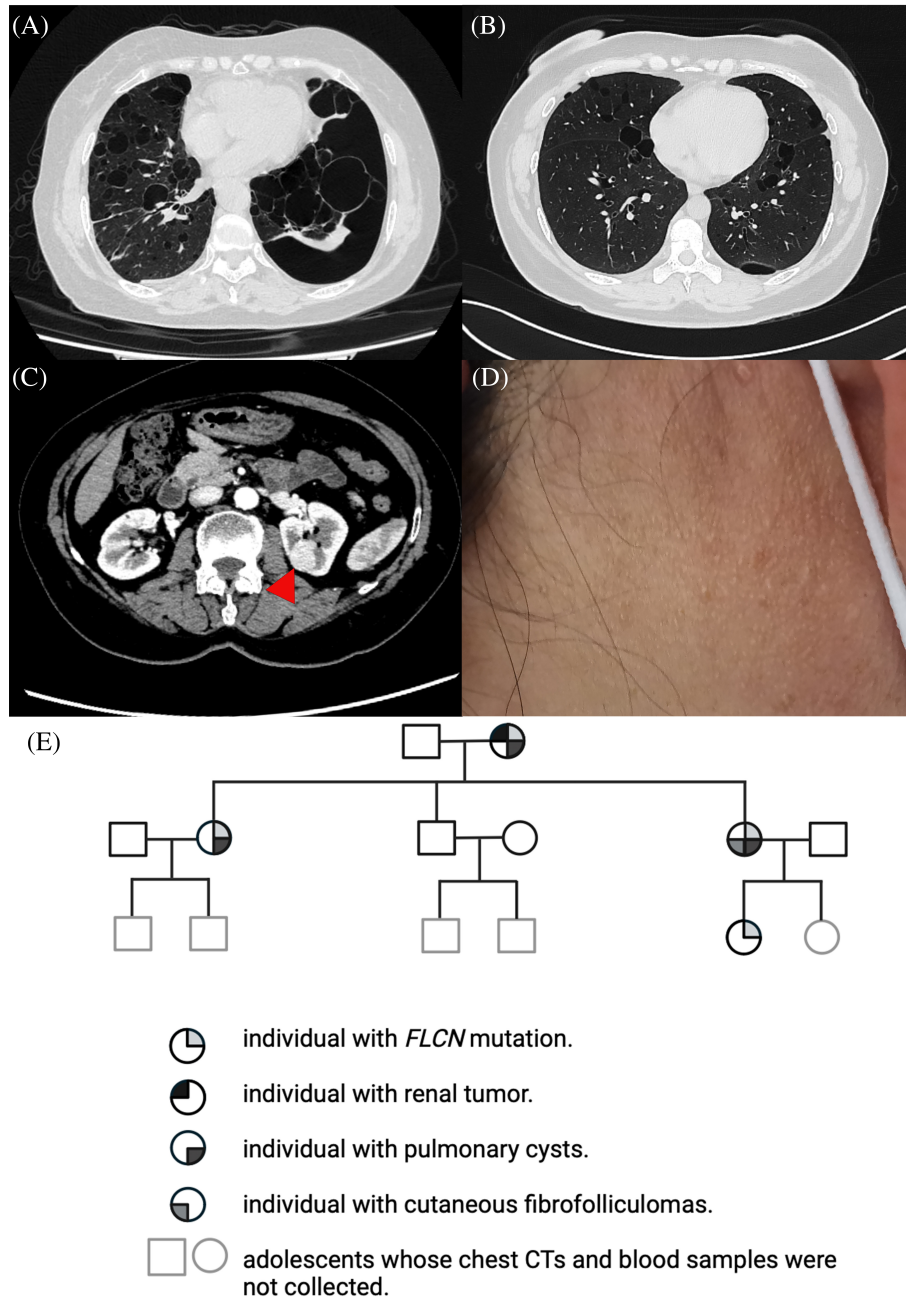 (A)
(B)
(C)
(D)
(E)
individual with FLCN mutation.
individual with renal tumor.
individual with pulmonary cysts.
individual with cutaneous fibrofolliculomas.
adolescents whose chest CTs and blood samples were
not collected.